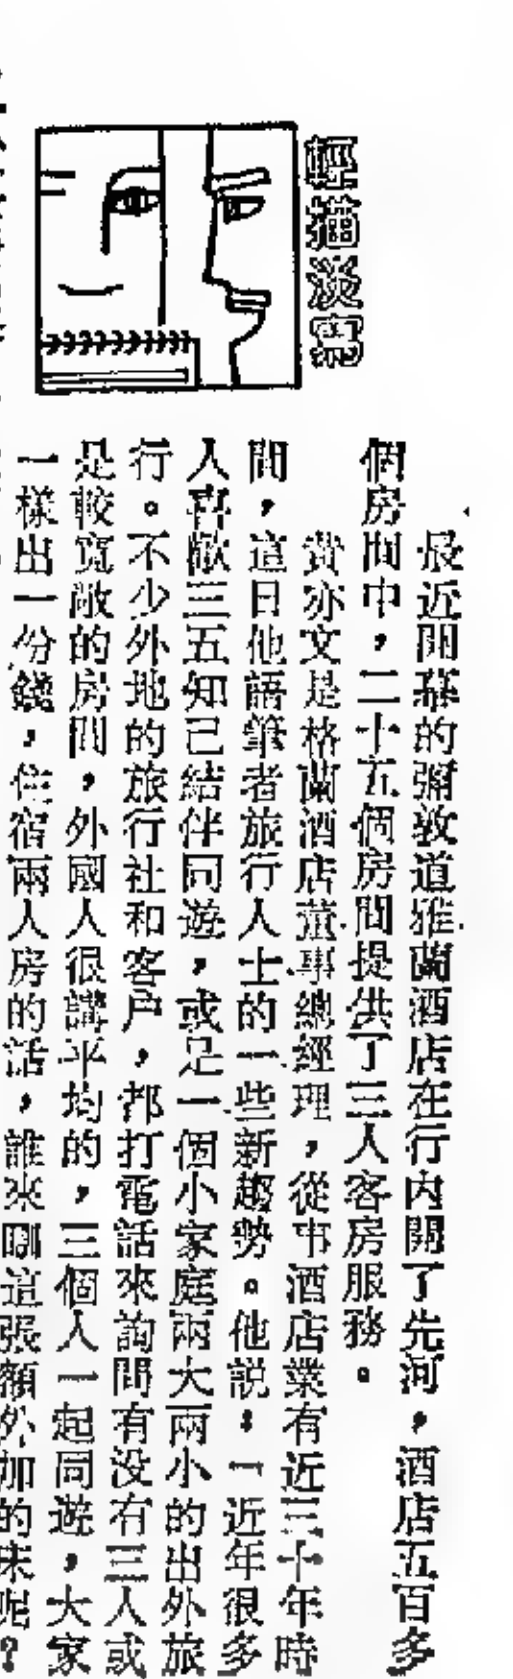 輕描淡寫
最近開幕的彌敦道雅蘭酒店在行內開了先河，酒店五百多
個房間中，二十五個房間提供了三人客房服務。
黃亦文是格蘭酒店董事總經理，從事酒店業有近三十年時
間，這日他語筆者旅行人士的一些新趨勢。他説：「近年很多
人喜歡三五知己結伴同遊，或是一個小家庭兩大兩小的出外旅
行。不少外地的旅行社和客戶，都打電話來詢問有没有三人或
是較寬敞的房間，外國人很講平均的，三個人一起同遊，大家
一樣出一份錢，住宿兩人房的話，誰來瞓這張額外加的床呢？